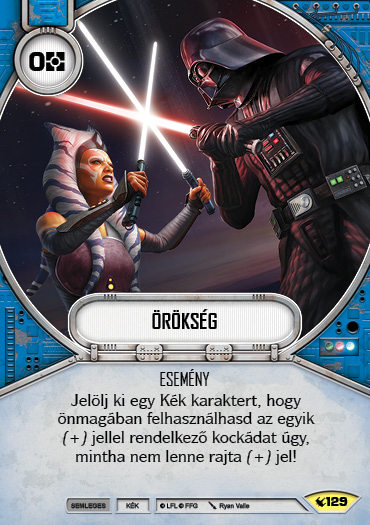 0
ÖRÖKSÉG
ESEMÉNY
Jelölj ki egy Kék karaktert, hogy
önmagában felhasználhasd az egyik
(+) jellel rendelkező kockádat úgy,
mintha nem lenne rajta (+) jel!
SEMLEGES KÉK © LFL © FFG Ryan Valle 129